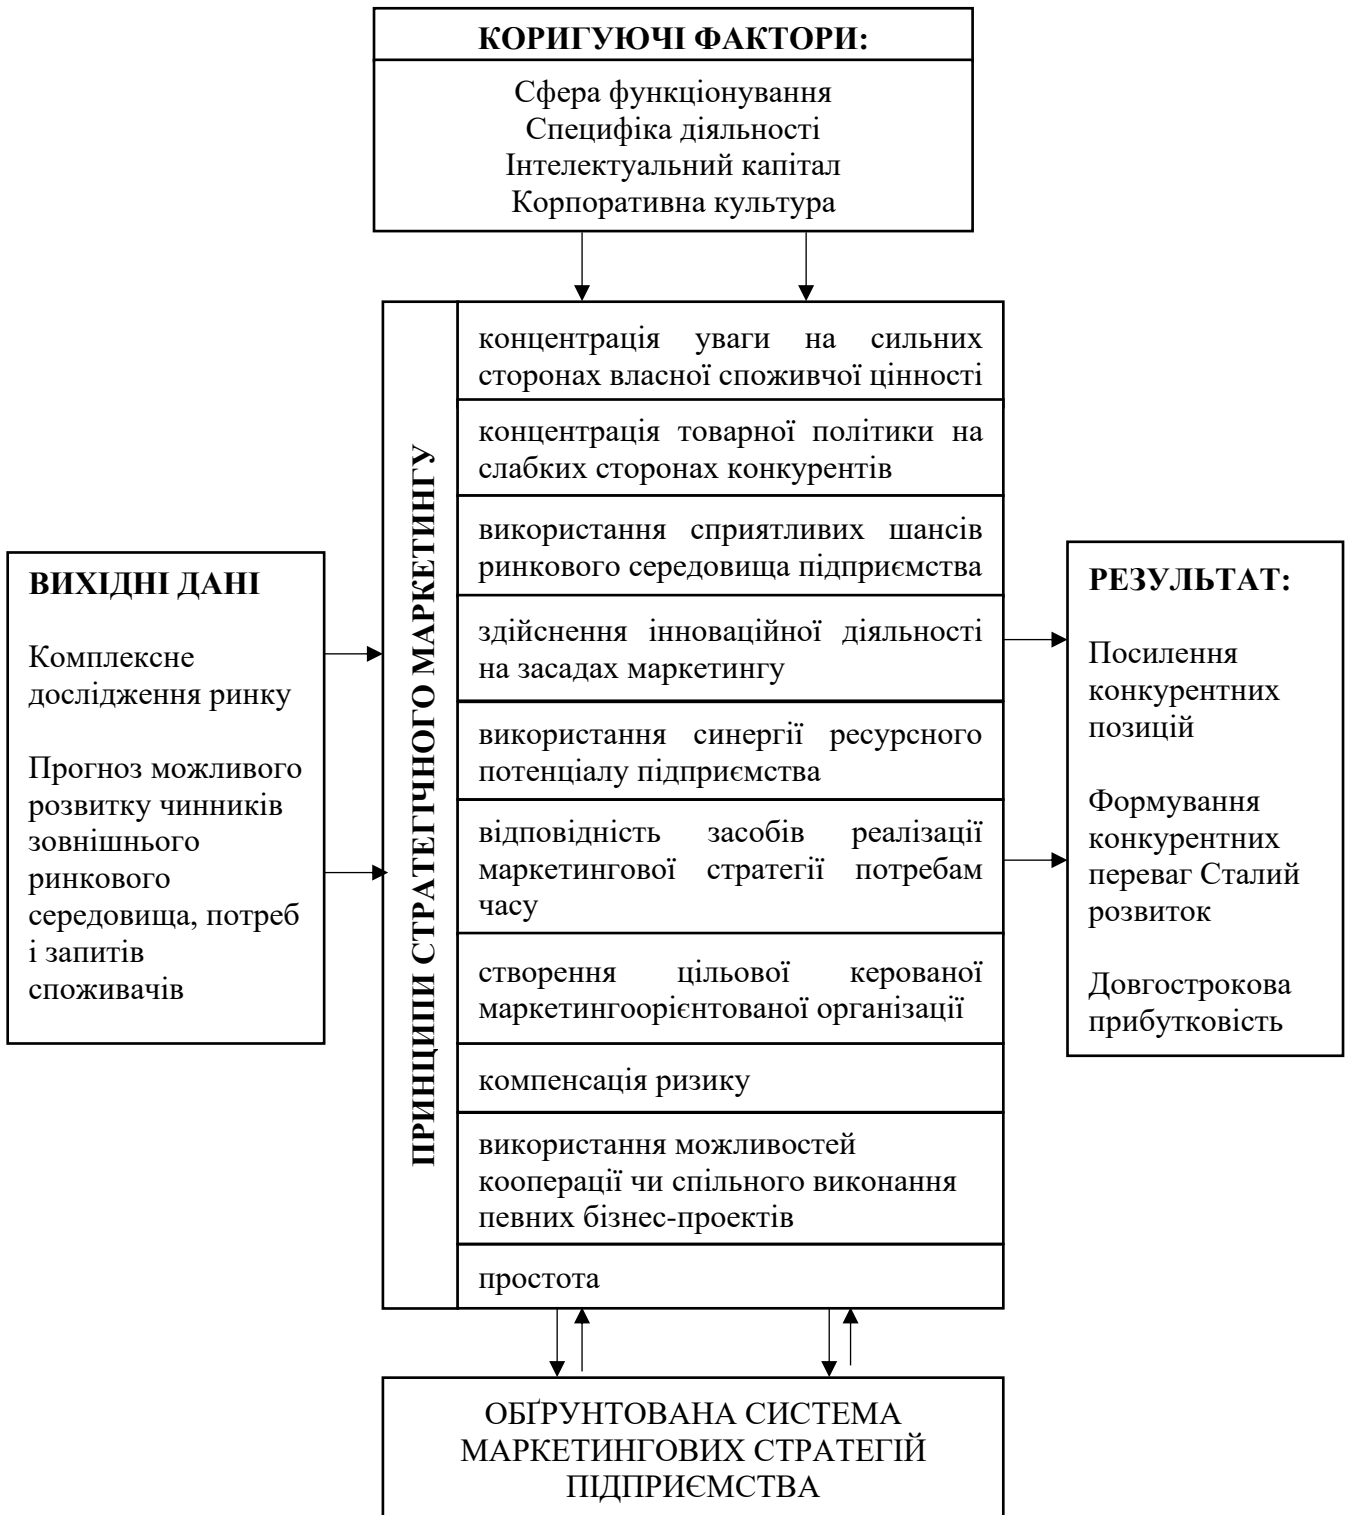 КОРИГУЮЧІ ФАКТОРИ:
Сфера функціонування
Специфіка діяльності
Інтелектуальний капітал
Корпоративна культура
ВИХІДНІ ДАНІ
Комплексне
дослідження ринку
Прогноз можливого
розвитку чинників
зовнішнього
ринкового
середовища, потреб
і запитів
споживачів
ПРИНЦИПИ СТРАТЕГІЧНОГО МАРКЕТИНГУ
концентрація уваги на сильних
сторонах власної споживчої цінності
концентрація товарної політики на
слабких сторонах конкурентів
використання сприятливих шансів
ринкового середовища підприємства
здійснення інноваційної діяльності
на засадах маркетингу
використання синергії ресурсного
потенціалу підприємства
відповідність засобів реалізації
маркетингової стратегії потребам
часу
створення цільової керованої
маркетингоорієнтованої організації
компенсація ризику
використання можливостей
кооперації чи спільного виконання
певних бізнес-проектів
простота
РЕЗУЛЬТАТ:
Посилення
конкурентних
позицій
Формування
конкурентних
переваг Сталий
розвиток
Довгострокова
прибутковість
ОБҐРУНТОВАНА СИСТЕМА
МАРКЕТИНГОВИХ СТРАТЕГІЙ
ПІДПРИЄМСТВА